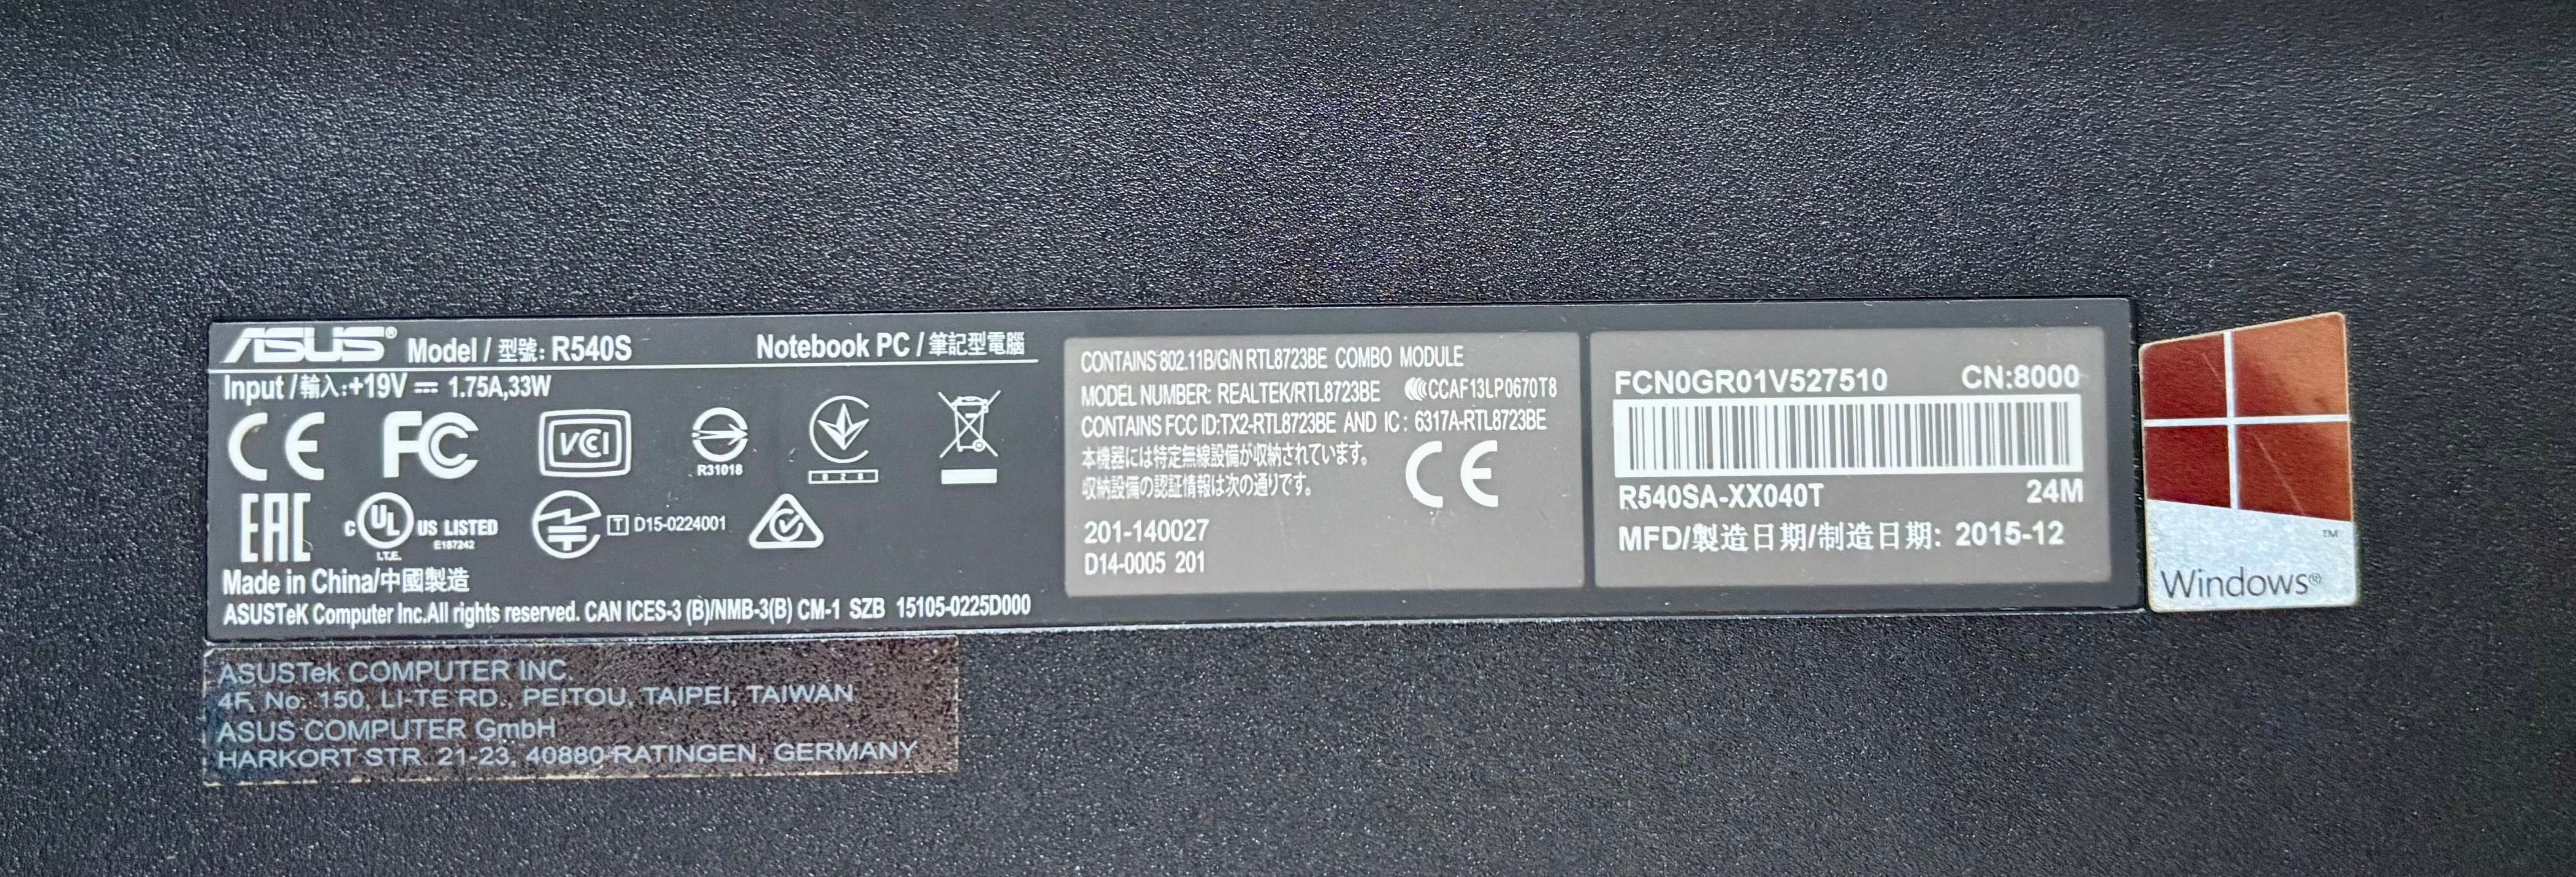 ASUS® Model / 型號: R540S Notebook PC / 筆記型電腦
Input / 輸入: +19V ⎓ 1.75A,33W
CE FC VCI R31018 028
EAC c UL US LISTED I.T.E. E187242 T D15-0224001
Made in China/中國製造
ASUSTeK Computer Inc.All rights reserved. CAN ICES-3 (B)/NMB-3(B) CM-1 SZB 15105-0225D000
CONTAINS 802.11B/G/N RTL8723BE COMBO MODULE
MODEL NUMBER: REALTEK/RTL8723BE CCAF13LP0670T8
CONTAINS FCC ID:TX2-RTL8723BE AND IC : 6317A-RTL8723BE
本機器には特定無線設備が収納されています。
収納設備の認証情報は次の通りです。
CE
201-140027
D14-0005 201
FCN0GR01V527510 CN:8000
R540SA-XX040T 24M
MFD/製造日期/制造日期: 2015-12
Windows®
TM
ASUSTek COMPUTER INC.
4F, No. 150, LI-TE RD., PEITOU, TAIPEI, TAIWAN
ASUS COMPUTER GmbH
HARKORT STR. 21-23, 40880 RATINGEN, GERMANY